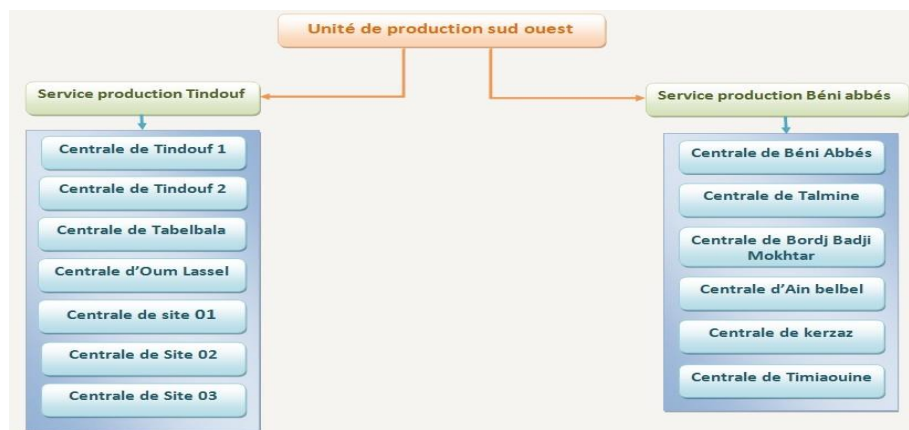 Unité de production sud ouest
Service production Tindouf
Centrale de Tindouf 1
Centrale de Tindouf 2
Centrale de Tabelbala
Centrale d'Oum Lassel
Centrale de site 01
Centrale de Site 02
Centrale de Site 03
Service production Béni abbés
Centrale de Béni Abbés
Centrale de Talmine
Centrale de Bordj Badji
Mokhtar
Centrale d'Ain belbel
Centrale de kerzaz
Centrale de Timiaouine